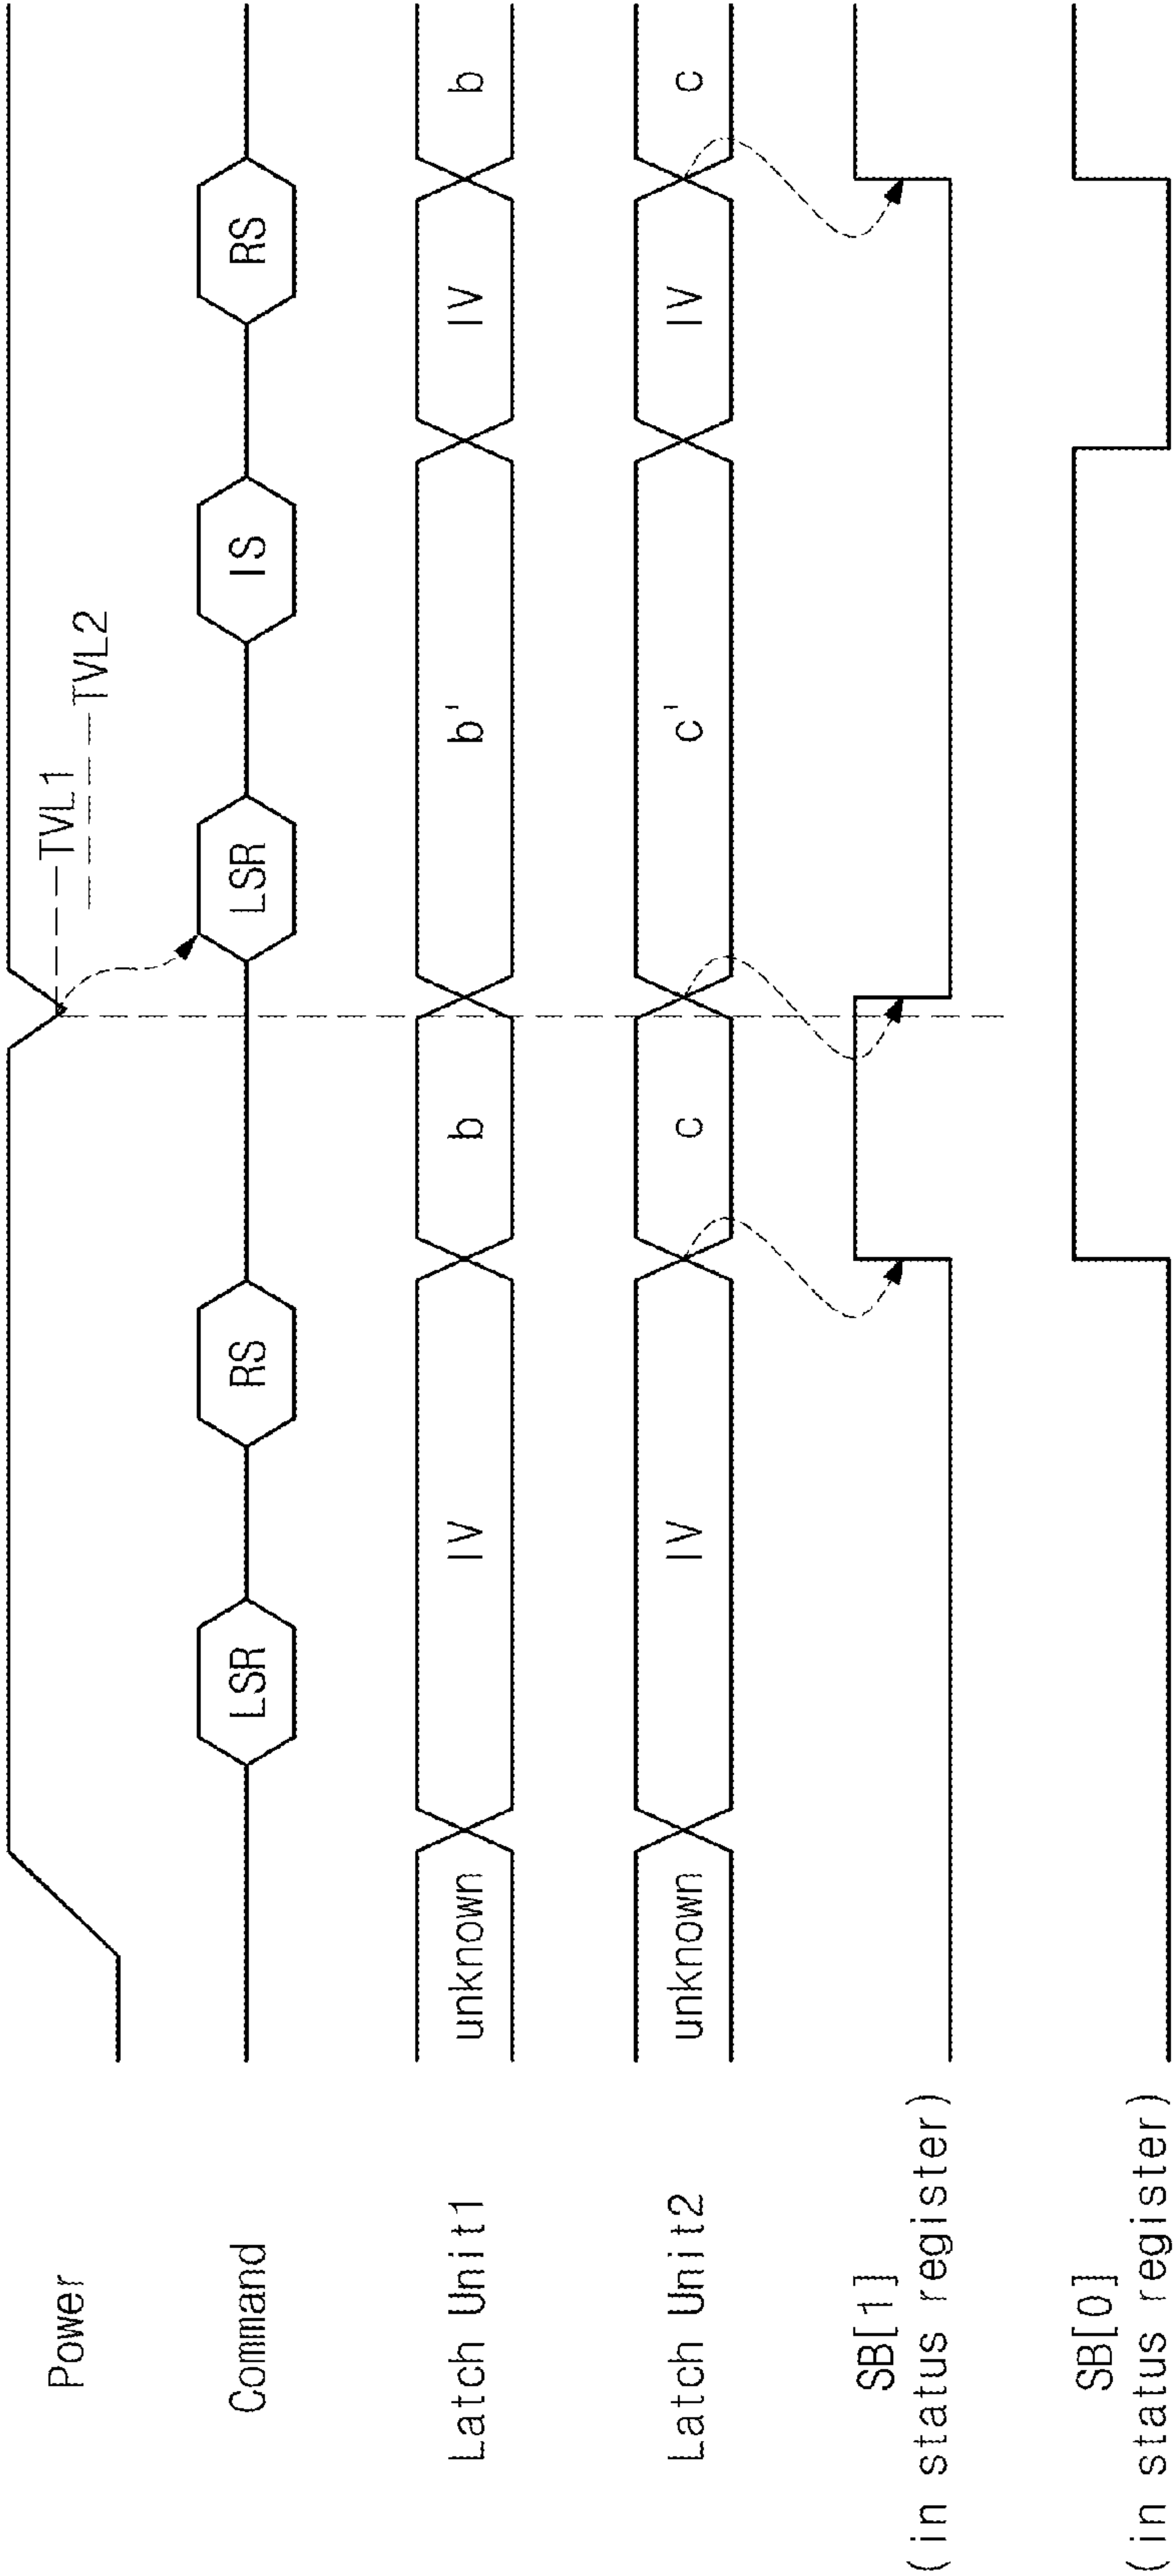 Power
TVL1
TVL2
Command
LSR
RS
LSR
IS
RS
Latch Unit1
unknown
IV
b
b'
IV
b
Latch Unit2
unknown
IV
c
c'
IV
c
SB[1]
(in status register)
SB[0]
(in status register)